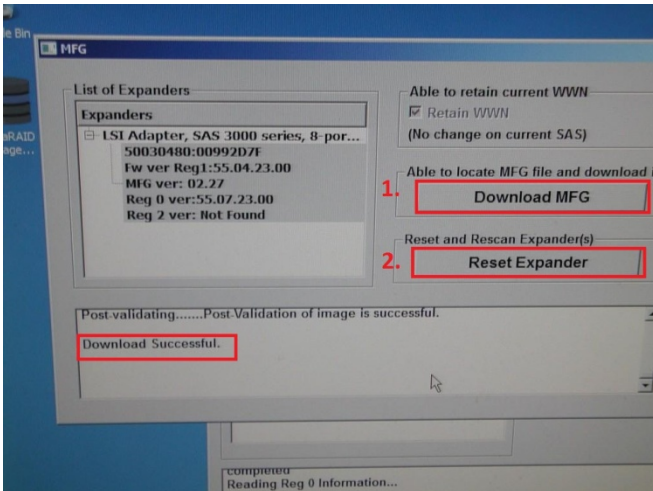 le Bin
MFG
aRAID
age...
List of Expanders
Expanders
LSI Adapter, SAS 3000 series, 8-por...
50030480:00992D7F
Fw ver Reg1:55.04.23.00
MFG ver: 02.27
Reg 0 ver:55.07.23.00
Reg 2 ver: Not Found
Able to retain current WWN
Retain WWN
(No change on current SAS)
Able to locate MFG file and download
1.
Download MFG
Reset and Rescan Expander(s)
2.
Reset Expander
Post-validating.......Post-Validation of image is successful.
Download Successful.
completed
Reading Reg 0 Information...